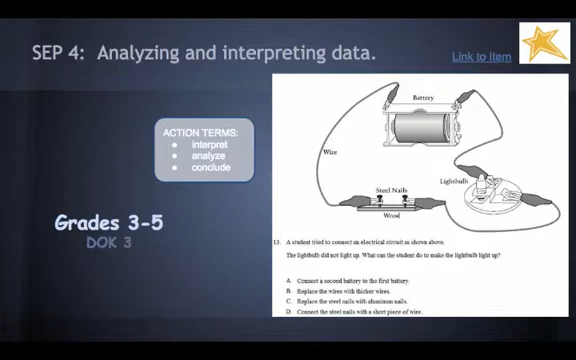 SEP 4:  Analyzing and interpreting data.
Link to Item
ACTION TERMS:
• interpret
• analyze
• conclude
Grades 3-5
DOK 3
Battery
Wire
Steel Nails
Lightbulb
Wood
13. A student tried to connect an electrical circuit as shown above.
The lightbulb did not light up. What can the student do to make the lightbulb light up?
A. Connect a second battery to the first battery.
B. Replace the wires with thicker wires.
C. Replace the steel nails with aluminum nails.
D. Connect the steel nails with a short piece of wire.